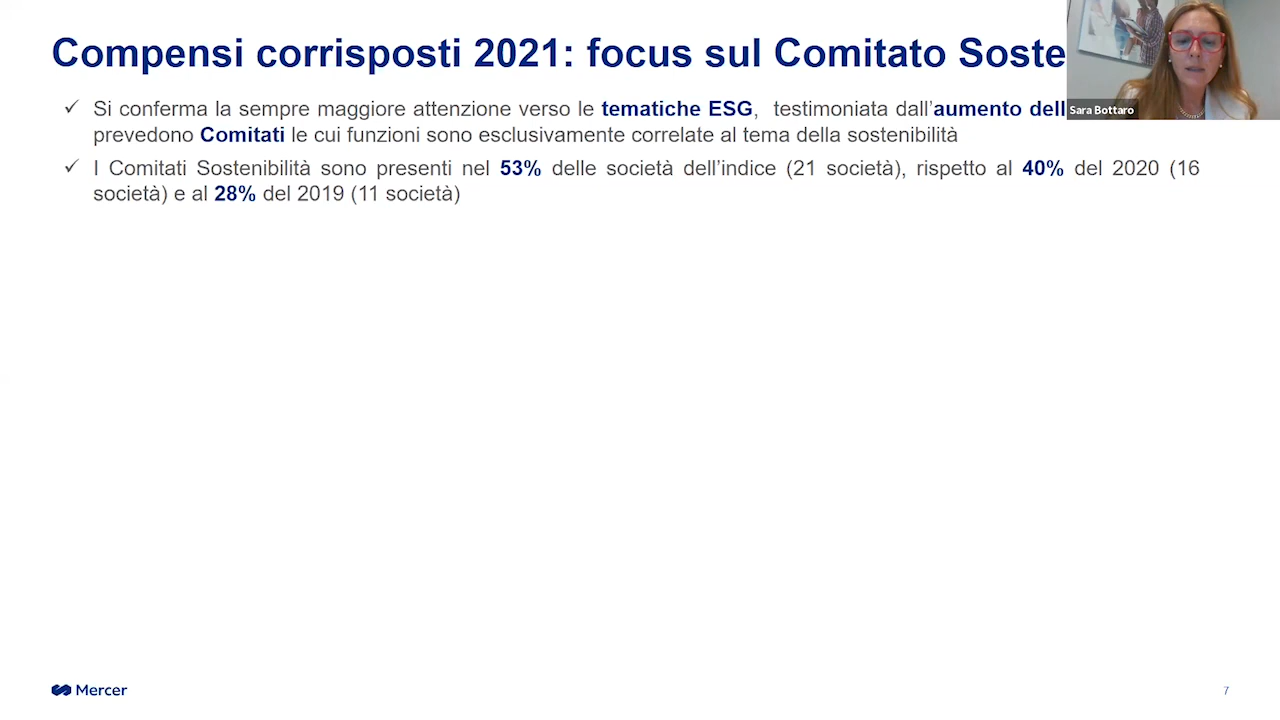 Compensi corrisposti 2021: focus sul Comitato Soste
Sara Bottaro
✓ Si conferma la sempre maggiore attenzione verso le tematiche ESG, testimoniata dall’aumento dell
prevedono Comitati le cui funzioni sono esclusivamente correlate al tema della sostenibilità
✓ I Comitati Sostenibilità sono presenti nel 53% delle società dell’indice (21 società), rispetto al 40% del 2020 (16
società) e al 28% del 2019 (11 società)
Mercer
7